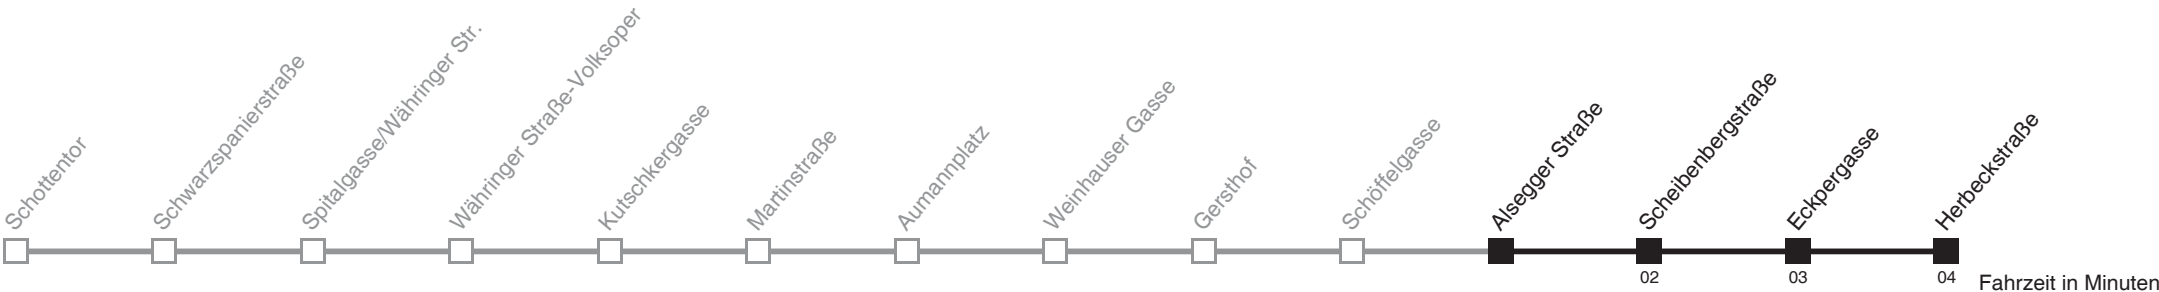 Schottentor
Schwarzspanierstraße
Spitalgasse/Währinger Str.
Währinger Straße-Volksoper
Kutschkergasse
Martinstraße
Aumannplatz
Weinhauser Gasse
Gersthof
Schöffelgasse
Alsegger Straße
Scheibenbergstraße
Eckpergasse
Herbeckstraße
02
03
04
Fahrzeit in Minuten